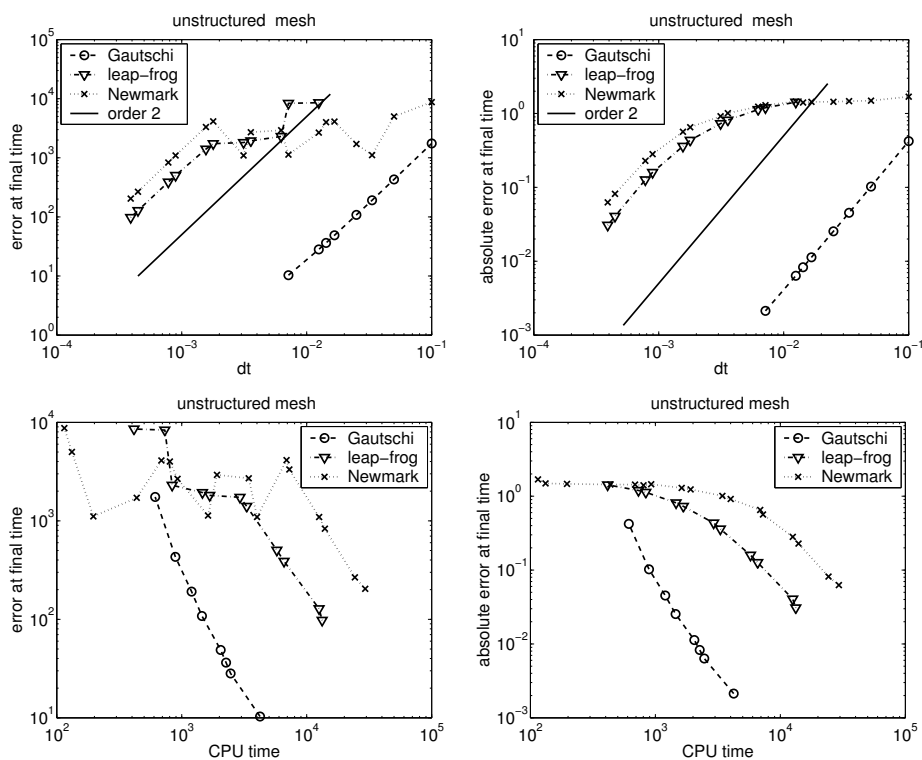 unstructured mesh
10^5
10^4
10^3
10^2
10^1
10^0
error at final time
Gautschi
leap-frog
Newmark
order 2
10^-4
10^-3
10^-2
10^-1
dt
unstructured mesh
10^1
10^0
10^-1
10^-2
10^-3
absolute error at final time
Gautschi
leap-frog
Newmark
order 2
10^-4
10^-3
10^-2
10^-1
dt
unstructured mesh
10^4
10^3
10^2
10^1
error at final time
Gautschi
leap-frog
Newmark
10^2
10^3
10^4
10^5
CPU time
unstructured mesh
10^1
10^0
10^-1
10^-2
10^-3
absolute error at final time
Gautschi
leap-frog
Newmark
10^2
10^3
10^4
10^5
CPU time